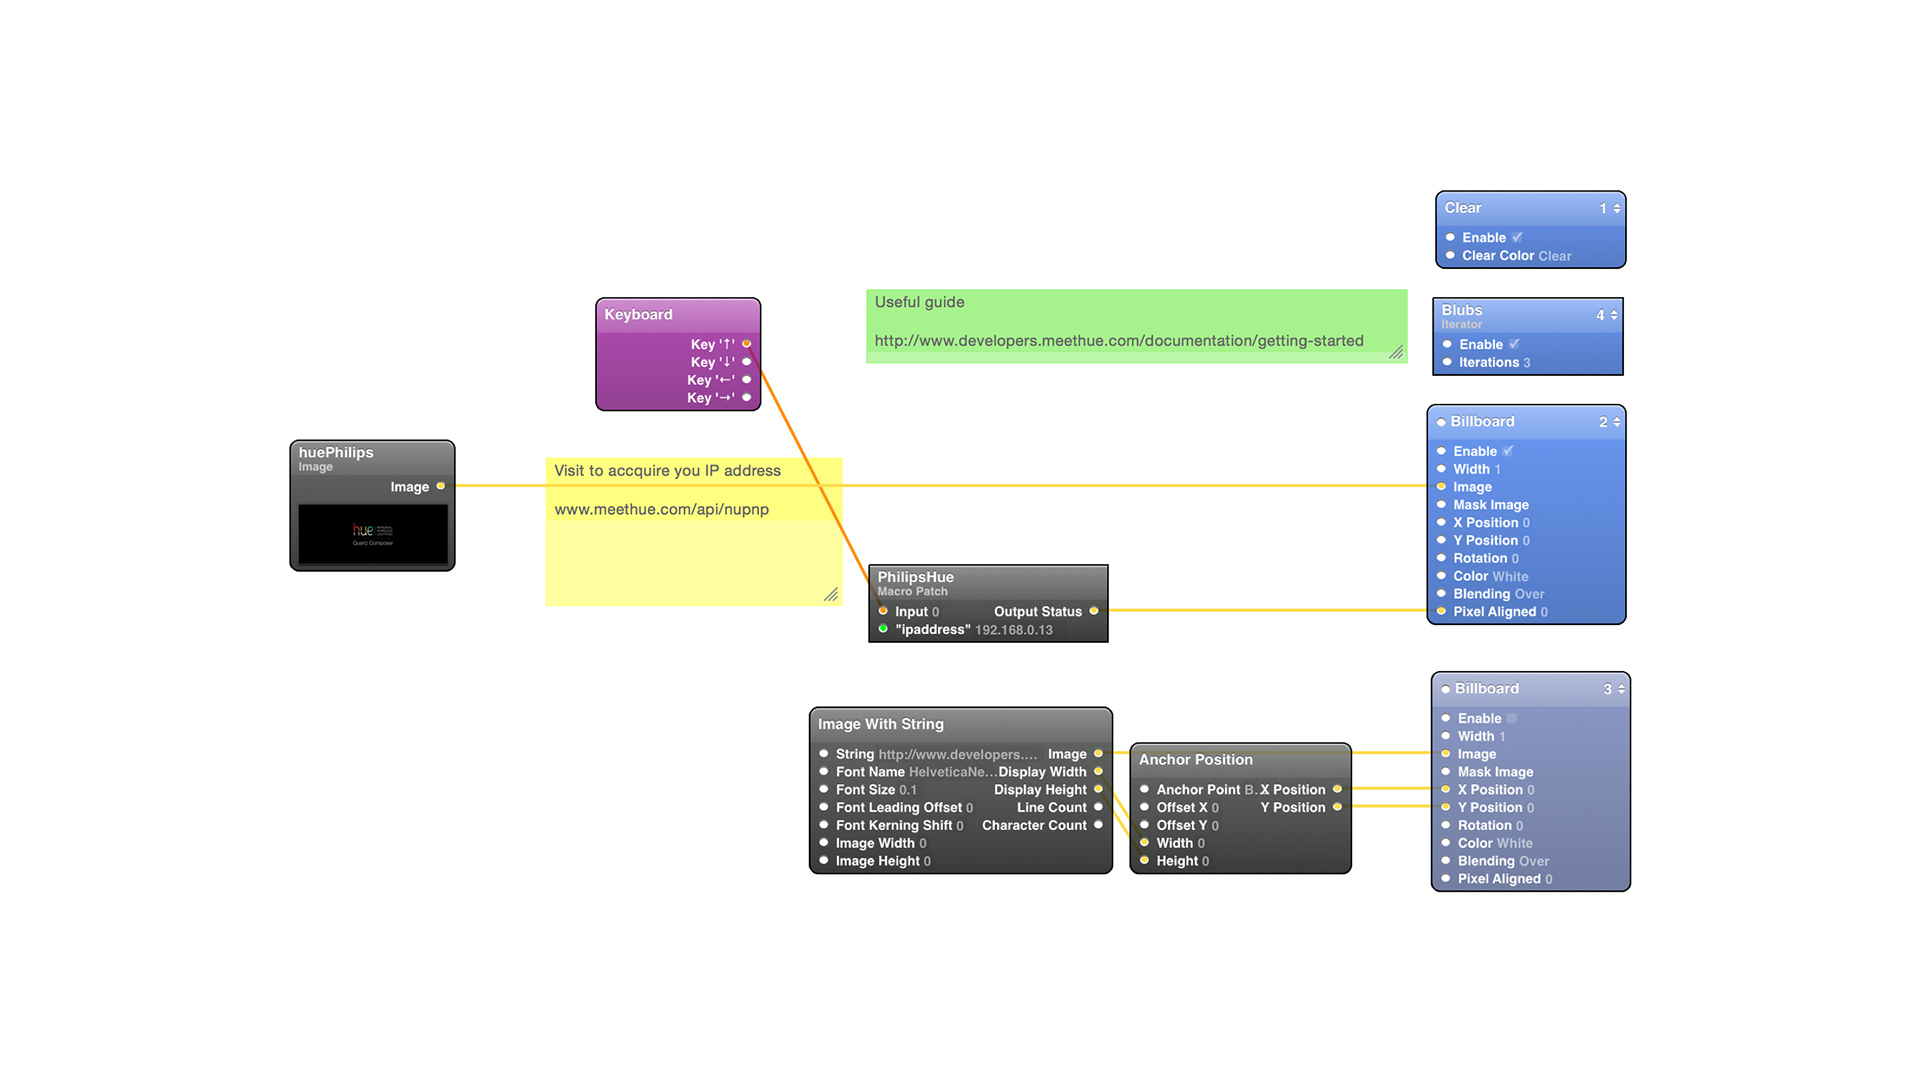 Clear 1
Enable
Clear Color Clear
Keyboard
Key '↑'
Key '↓'
Key '←'
Key '→'
Useful guide
http://www.developers.meethue.com/documentation/getting-started
Blubs 4
Iterator
Enable
Iterations 3
huePhilips
Image
Image
hue
Quartz Composer
Visit to accquire you IP address
www.meethue.com/api/nupnp
Billboard 2
Enable
Width 1
Image
Mask Image
X Position 0
Y Position 0
Rotation 0
Color White
Blending Over
Pixel Aligned 0
PhilipsHue
Macro Patch
Input 0 Output Status
"ipaddress" 192.168.0.13
Image With String
String http://www.developers.... Image
Font Name HelveticaNe... Display Width
Font Size 0.1 Display Height
Font Leading Offset 0 Line Count
Font Kerning Shift 0 Character Count
Image Width 0
Image Height 0
Anchor Position
Anchor Point B.. X Position
Offset X 0 Y Position
Offset Y 0
Width 0
Height 0
Billboard 3
Enable
Width 1
Image
Mask Image
X Position 0
Y Position 0
Rotation 0
Color White
Blending Over
Pixel Aligned 0